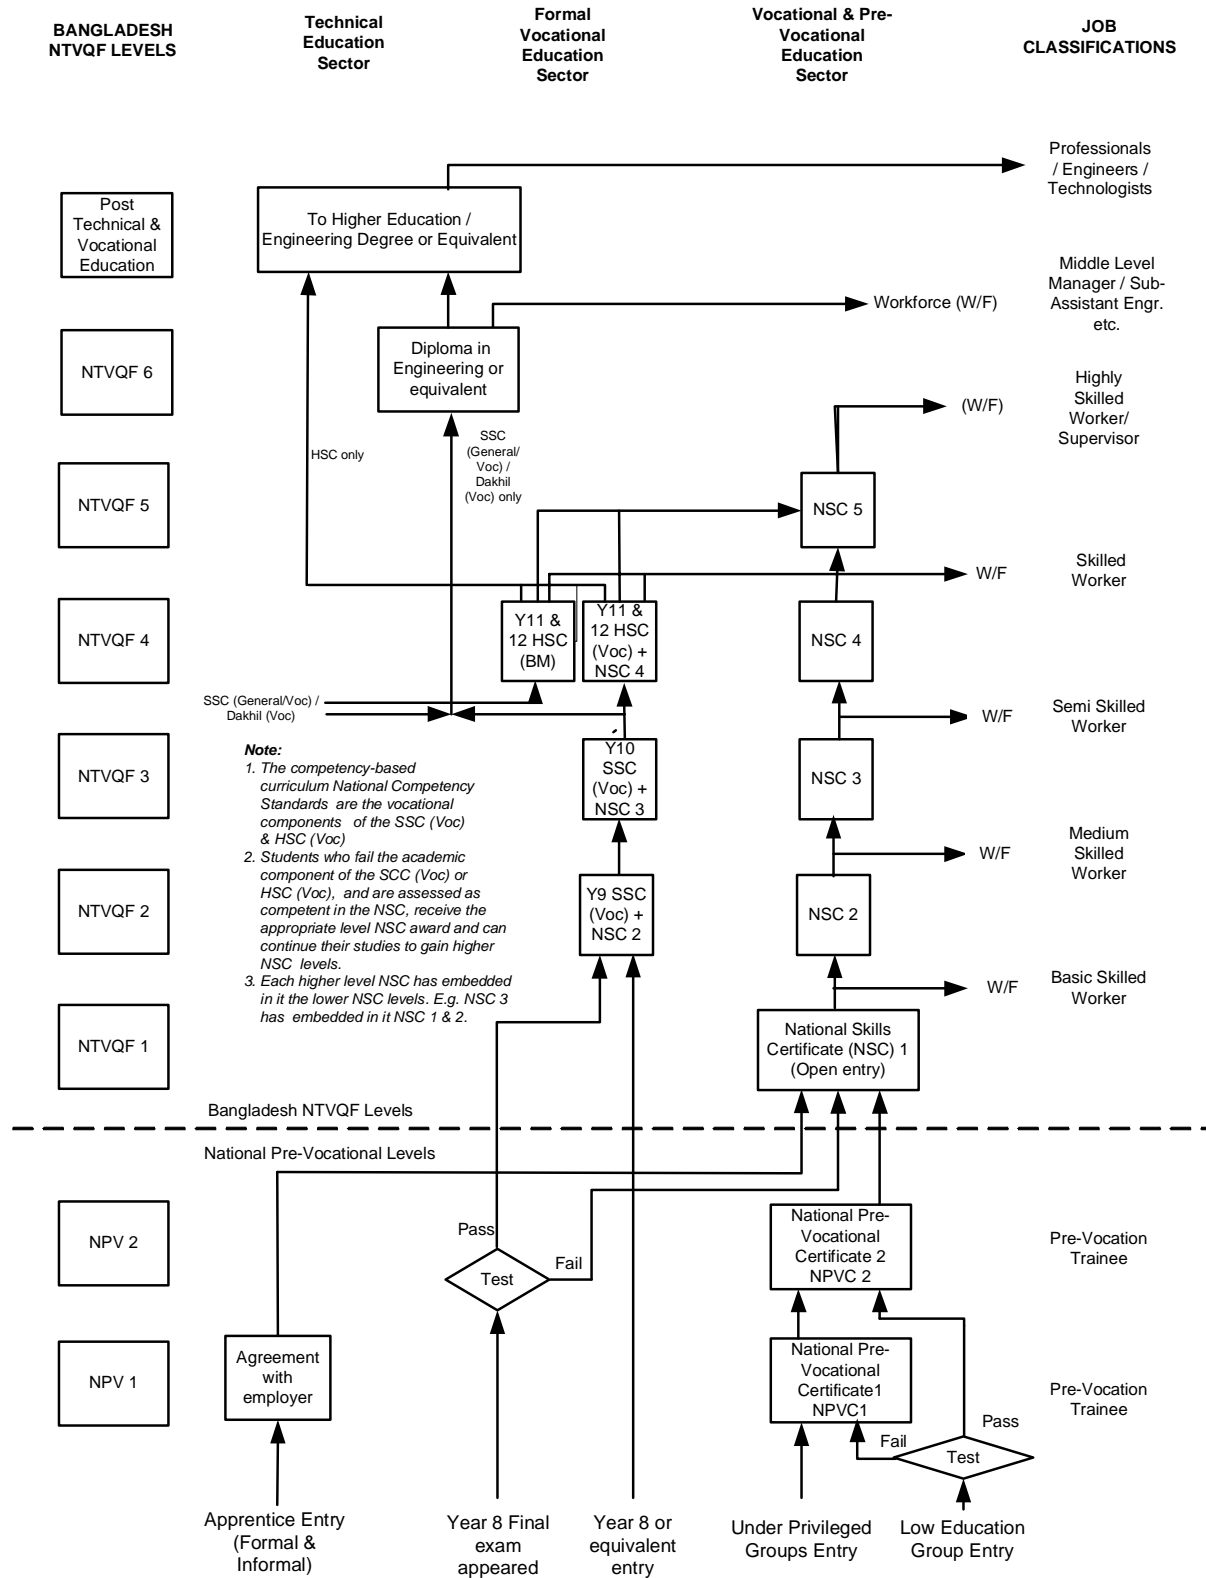 BANGLADESH
NTVQF LEVELS
Technical
Education
Sector
Formal
Vocational
Education
Sector
Vocational & Pre-
Vocational
Education
Sector
JOB
CLASSIFICATIONS
Post
Technical &
Vocational
Education
To Higher Education /
Engineering Degree or Equivalent
Professionals
/ Engineers /
Technologists
NTVQF 6
Diploma in
Engineering or
equivalent
Workforce (W/F)
Middle Level
Manager / Sub-
Assistant Engr.
etc.
HSC only
SSC
(General/
Voc) /
Dakhil
(Voc) only
(W/F)
Highly
Skilled
Worker/
Supervisor
NTVQF 5
NSC 5
W/F
Skilled
Worker
NTVQF 4
Y11 &
12 HSC
(BM)
Y11 &
12 HSC
(Voc) +
NSC 4
NSC 4
SSC (General/Voc) /
Dakhil (Voc)
W/F
Semi Skilled
Worker
NTVQF 3
Y10
SSC
(Voc) +
NSC 3
NSC 3
Note:
1. The competency-based
curriculum National Competency
Standards are the vocational
components of the SSC (Voc)
& HSC (Voc)
2. Students who fail the academic
component of the SCC (Voc) or
HSC (Voc), and are assessed as
competent in the NSC, receive the
appropriate level NSC award and can
continue their studies to gain higher
NSC levels.
3. Each higher level NSC has embedded
in it the lower NSC levels. E.g. NSC 3
has embedded in it NSC 1 & 2.
W/F
Medium
Skilled
Worker
NTVQF 2
Y9 SSC
(Voc) +
NSC 2
NSC 2
W/F
Basic Skilled
Worker
NTVQF 1
National Skills
Certificate (NSC) 1
(Open entry)
Bangladesh NTVQF Levels
National Pre-Vocational Levels
NPV 2
Pass
Test
Fail
National Pre-
Vocational
Certificate 2
NPVC 2
Pre-Vocation
Trainee
NPV 1
Agreement
with
employer
National Pre-
Vocational
Certificate1
NPVC1
Pre-Vocation
Trainee
Pass
Fail
Test
Apprentice Entry
(Formal &
Informal)
Year 8 Final
exam
appeared
Year 8 or
equivalent
entry
Under Privileged
Groups Entry
Low Education
Group Entry